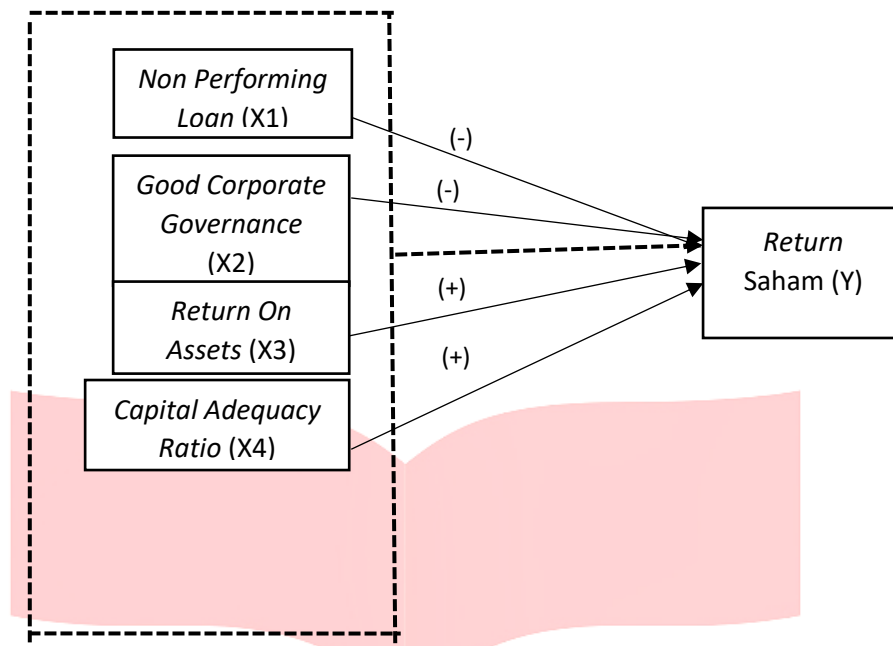 Non Performing
Loan (X1)
(-)
Good Corporate
Governance
(X2)
(-)
Return
Saham (Y)
Return On
Assets (X3)
(+)
Capital Adequacy
Ratio (X4)
(+)